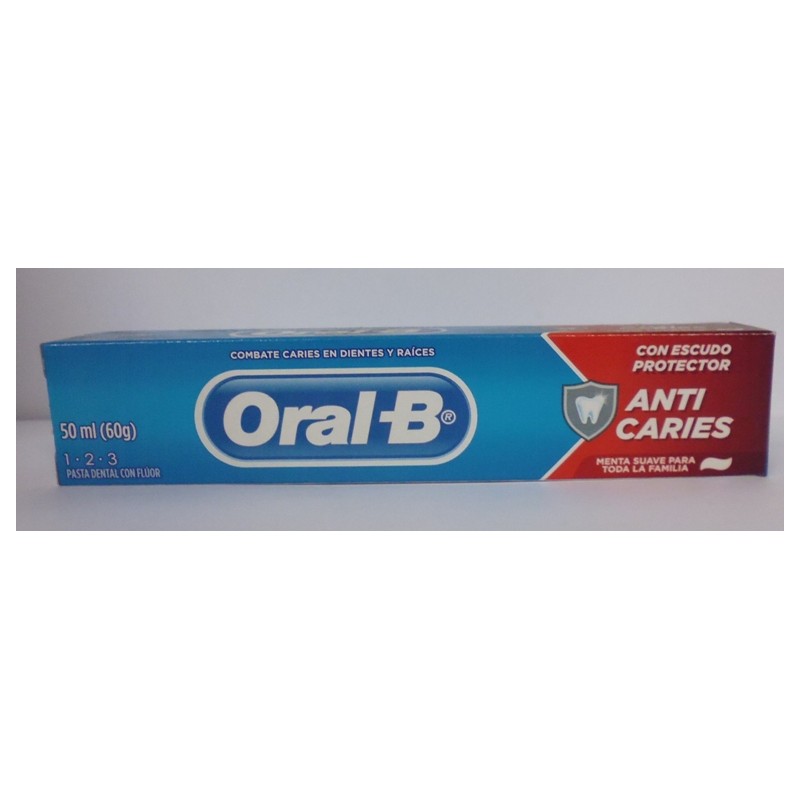 COMBATE CARIES EN DIENTES Y RAÍCES
50 ml (60g)
1 · 2 · 3
PASTA DENTAL CON FLÚOR
Oral-B®
CON ESCUDO
PROTECTOR
ANTI
CARIES
MENTA SUAVE PARA
TODA LA FAMILIA